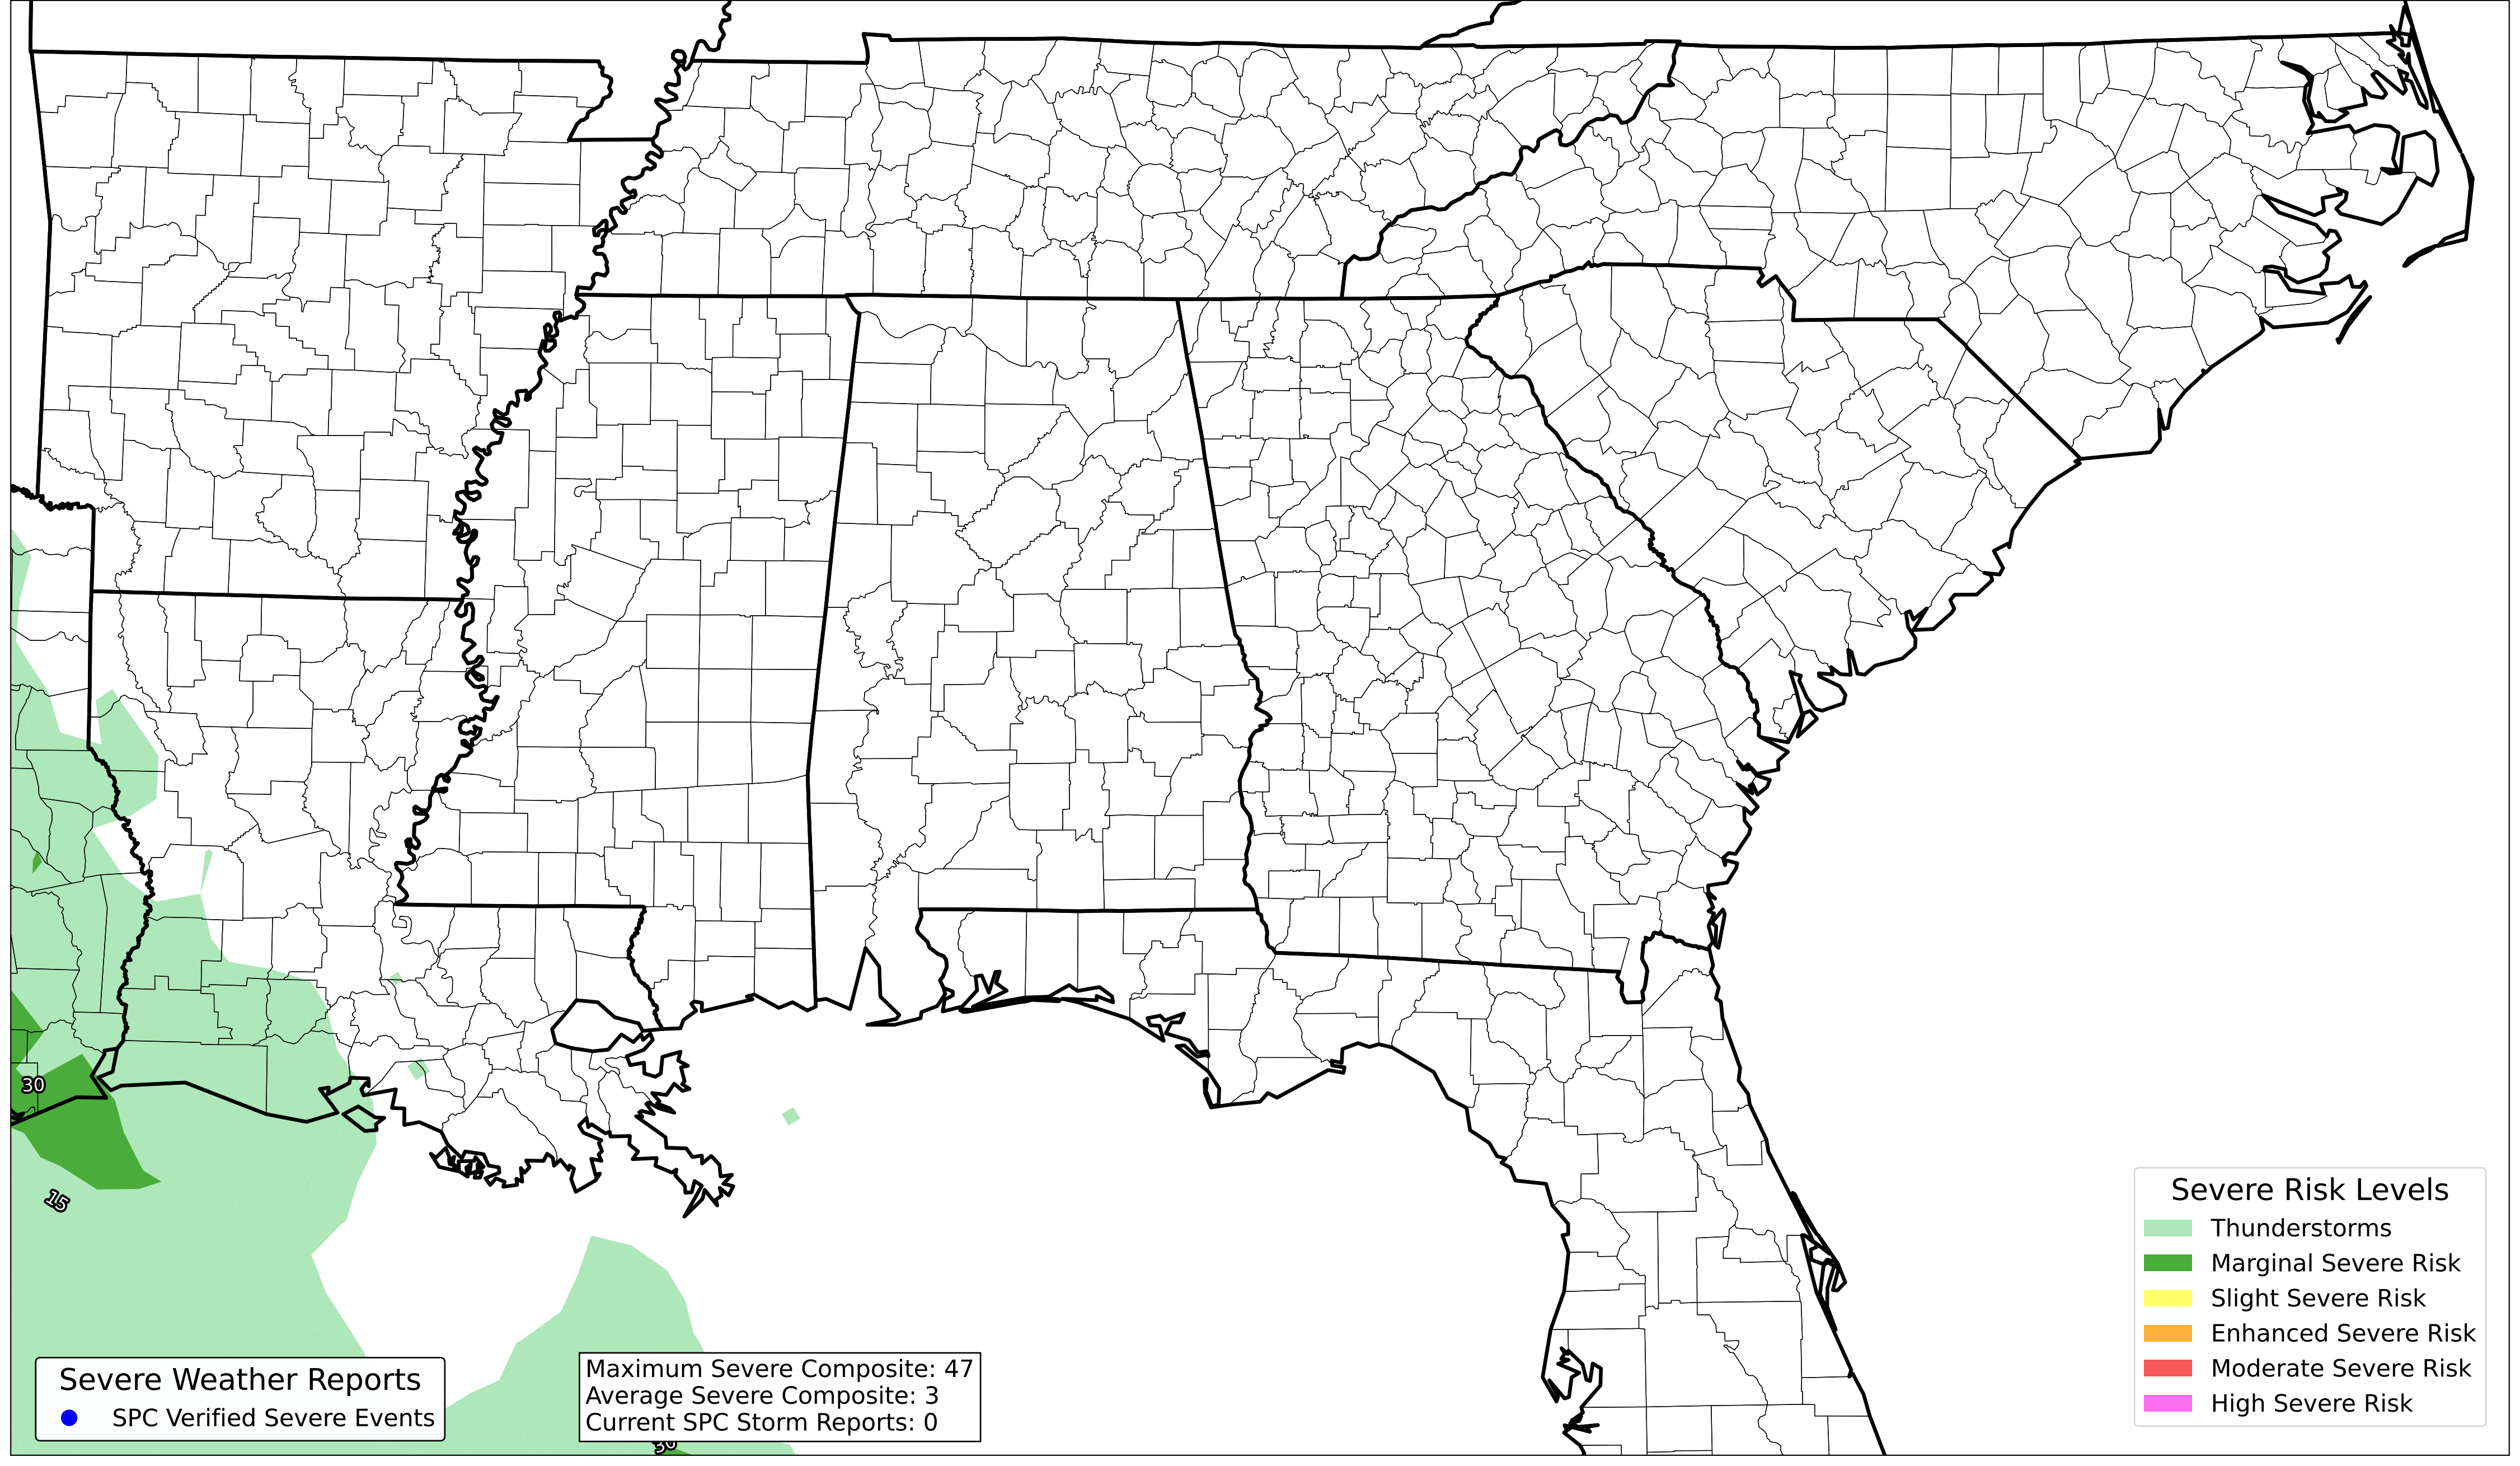 30
15
Severe Weather Reports
SPC Verified Severe Events
Maximum Severe Composite: 47
Average Severe Composite: 3
Current SPC Storm Reports: 0
30
Severe Risk Levels
Thunderstorms
Marginal Severe Risk
Slight Severe Risk
Enhanced Severe Risk
Moderate Severe Risk
High Severe Risk